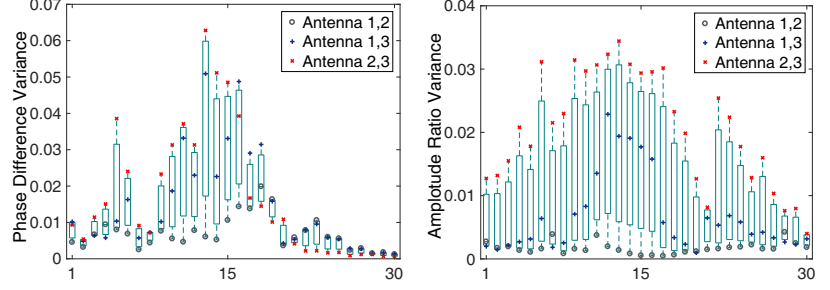 Phase Difference Variance
0.07
0.06
0.05
0.04
0.03
0.02
0.01
0
1
15
30
Antenna 1,2
Antenna 1,3
Antenna 2,3
Amplotude Ratio Variance
0.04
0.03
0.02
0.01
0
1
15
30
Antenna 1,2
Antenna 1,3
Antenna 2,3